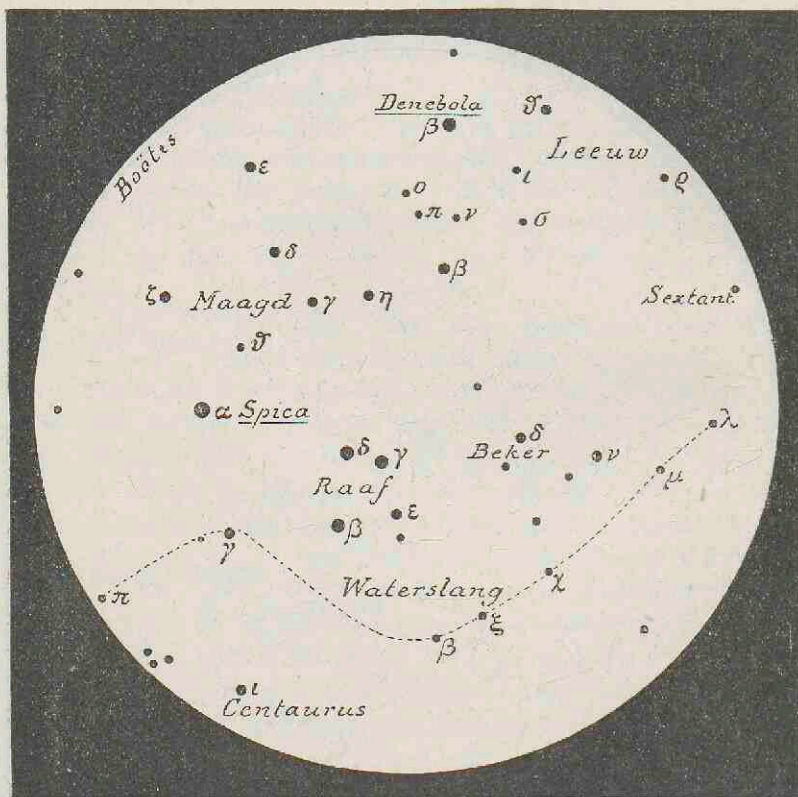 Denebola
β
ϑ
Leeuw
Boötes
ε
ι
ϱ
ο
π
ν
σ
δ
β
ζ
Maagd
γ
η
Sextant
ϑ
α Spica
δ
γ
Beker
δ
ν
λ
μ
Raaf
β
ε
γ
π
Waterslang
χ
ξ
β
ι
Centaurus